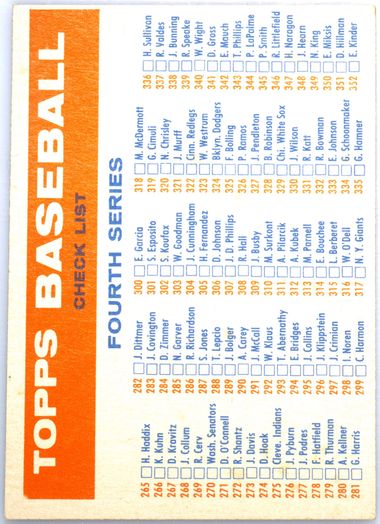 TOPPS BASEBALL
CHECK LIST
FOURTH SERIES
265 H. Haddix
266 K. Kuhn
267 D. Kravitz
268 J. Collum
269 R. Cerv
270 Wash. Senators
271 D. O'Connell
272 R. Shantz
273 J. Davis
274 D. Hoak
275 Cleve. Indians
276 J. Pyburn
277 J. Padres
278 F. Hatfield
279 R. Thurman
280 A. Kellner
281 G. Harris
282 J. Dittmer
283 J. Covington
284 D. Zimmer
285 N. Garver
286 R. Richardson
287 S. Jones
288 T. Lepcio
289 J. Bolger
290 A. Carey
291 J. McCall
292 W. Klaus
293 T. Abernathy
294 E. Bridges
295 J. Collins
296 J. Klippstein
297 J. Crimian
298 I. Noren
299 C. Harmon
300 E. Garcia
301 S. Esposito
302 S. Koufax
303 W. Goodman
304 J. Cunningham
305 H. Fernandez
306 D. Johnson
307 J. D. Phillips
308 R. Hall
309 J. Busby
310 M. Surkont
311 A. Pilarcik
312 A. Kubek
313 M. Parnell
314 E. Bouchee
315 L. Berberet
316 W. O'Dell
317 N. Y. Giants
318 M. McDermott
319 G. Cimuli
320 N. Chrisley
321 J. Murff
322 Cinn. Redlegs
323 W. Westrum
324 Bklyn. Dodgers
325 F. Bolling
326 P. Ramos
327 J. Pendleton
328 B. Robinson
329 Chi. White Sox
330 J. Wilson
331 R. Katt
332 R. Bowman
333 E. Johnson
334 G. Schoonmaker
335 G. Hamner
336 H. Sullivan
337 R. Valdes
338 J. Bunning
339 R. Speake
340 W. Wight
341 D. Gross
342 E. Mauch
343 T. Phillips
344 P. LaPalme
345 P. Smith
346 R. Littlefield
347 H. Naragon
348 J. Hearn
349 N. King
350 E. Miksis
351 D. Hillman
352 E. Kinder